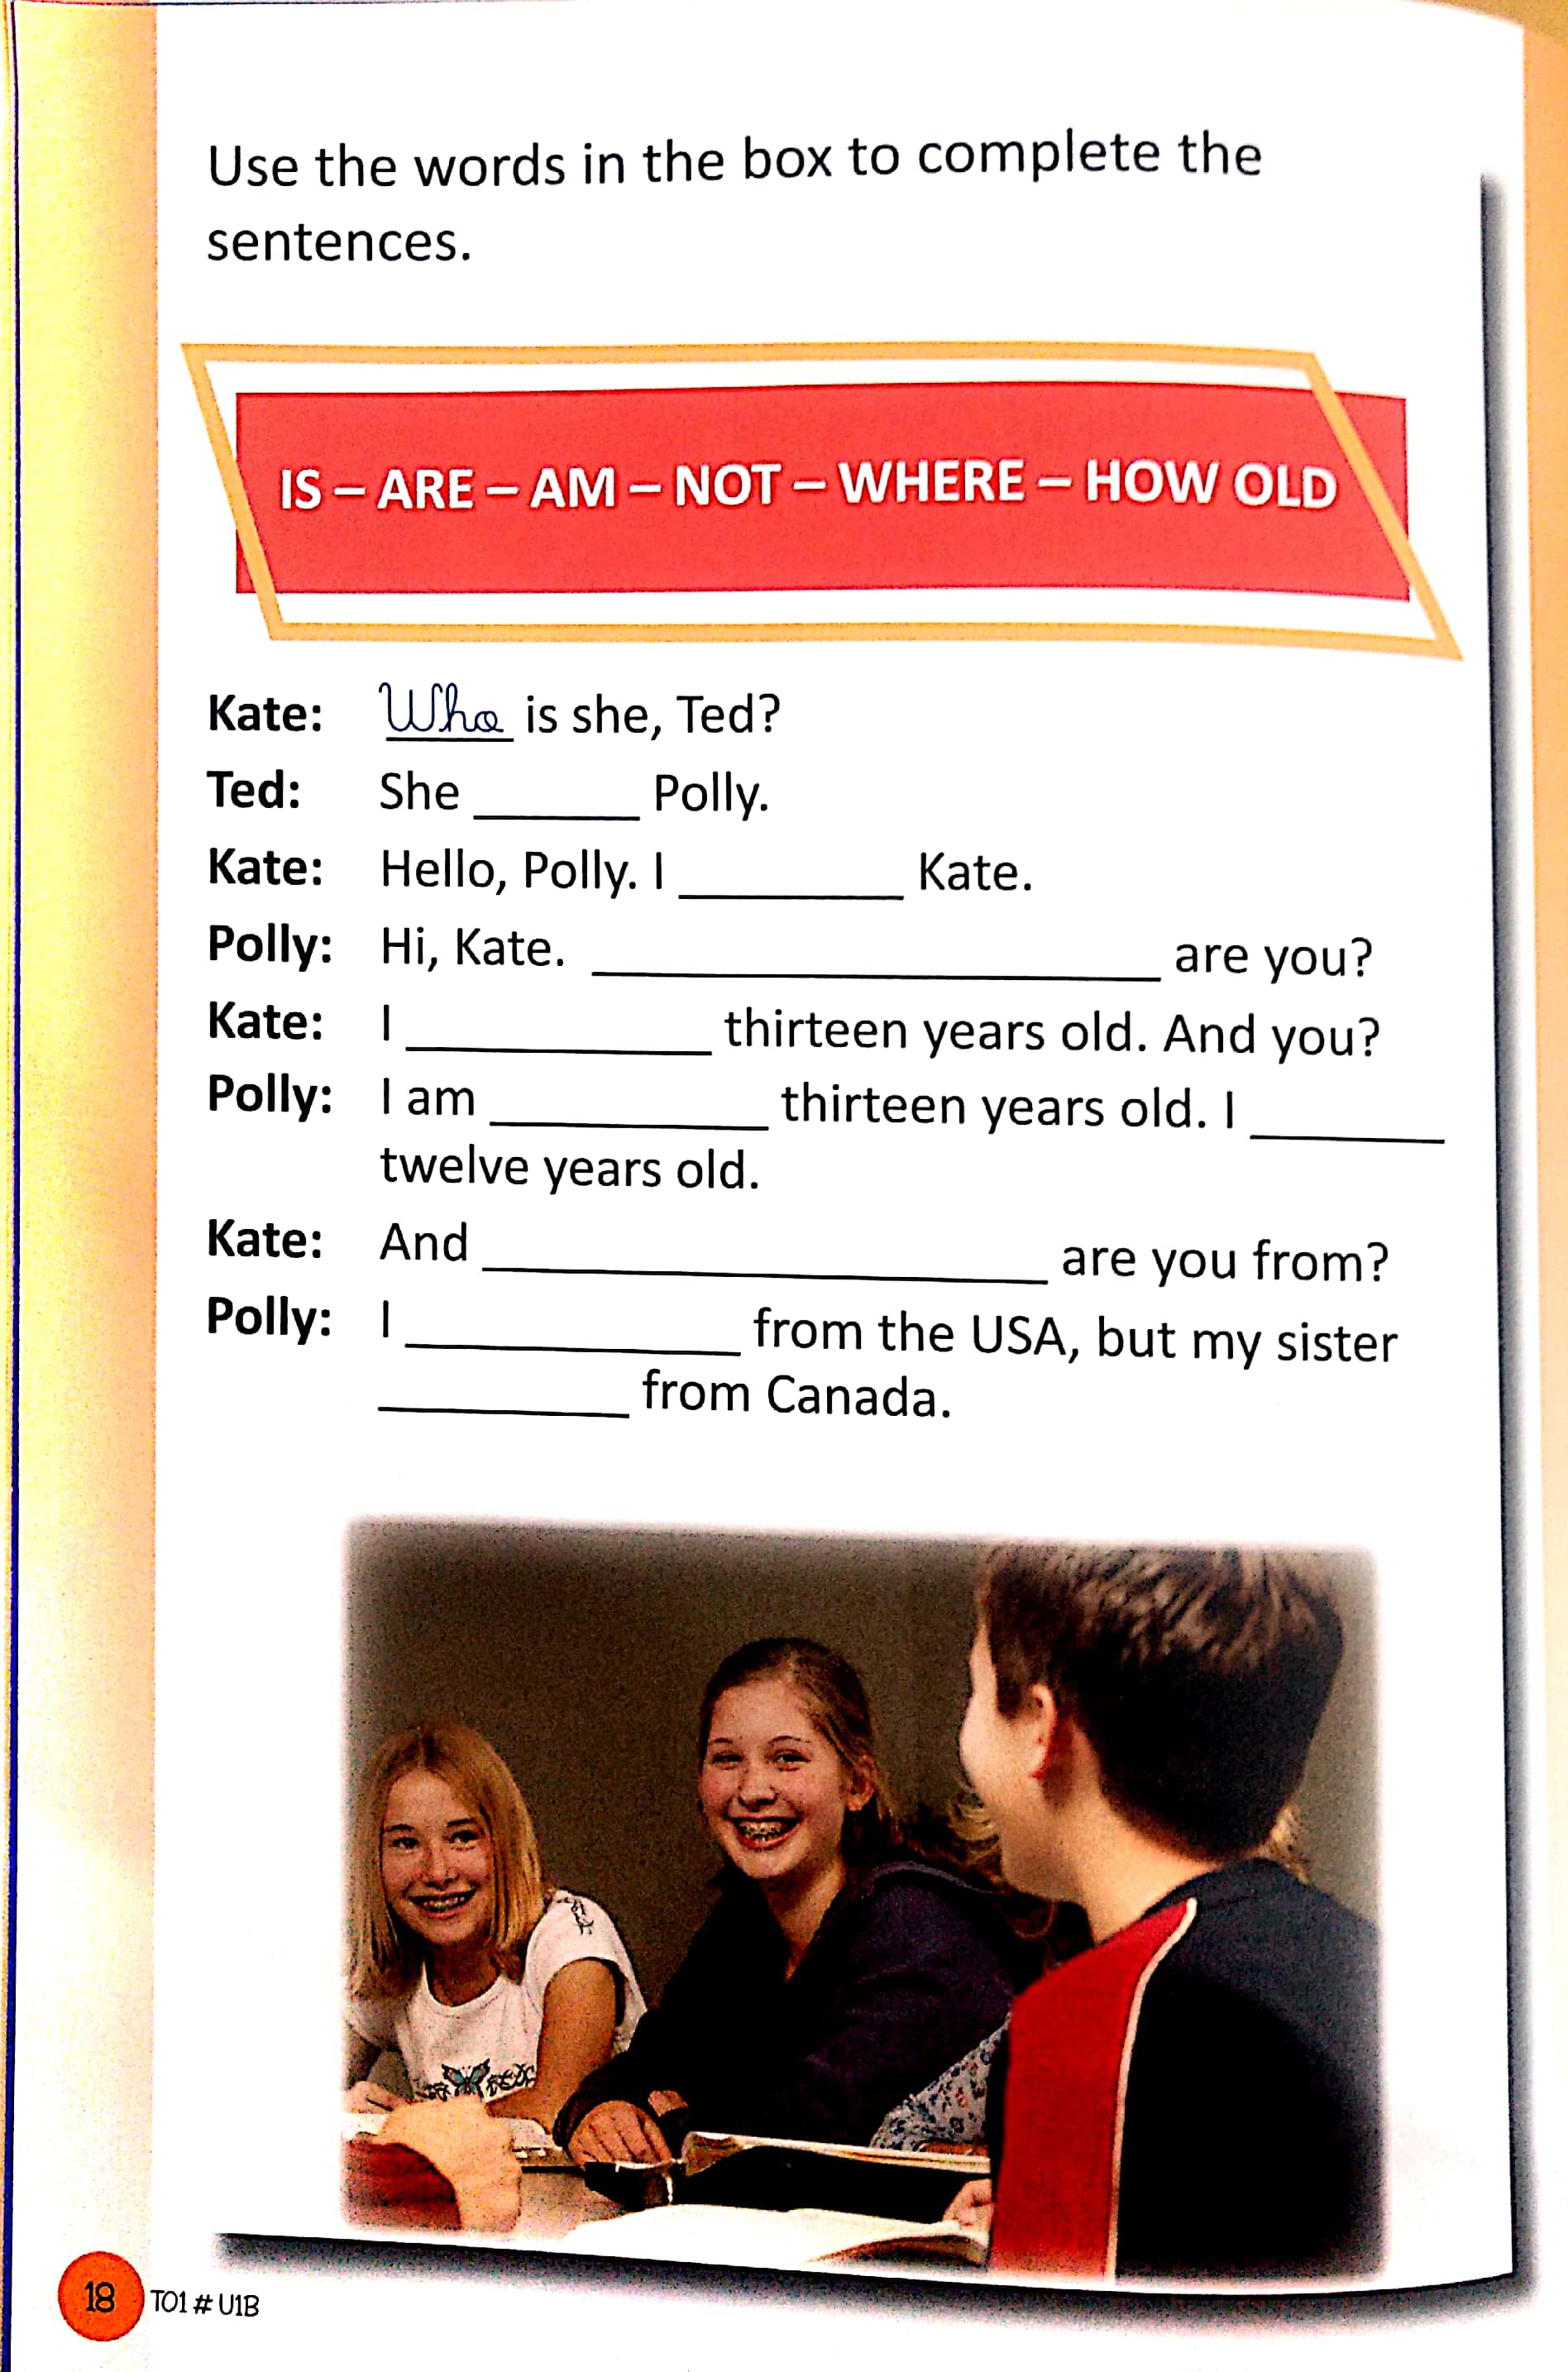 Use the words in the box to complete the
sentences.
IS – ARE – AM – NOT – WHERE – HOW OLD
Kate: Who is she, Ted?
Ted: She ______ Polly.
Kate: Hello, Polly. I ________ Kate.
Polly: Hi, Kate. ____________________ are you?
Kate: I ___________ thirteen years old. And you?
Polly: I am __________ thirteen years old. I _______
twelve years old.
Kate: And ____________________ are you from?
Polly: I ____________ from the USA, but my sister
_________ from Canada.
18 TO1 # U1B